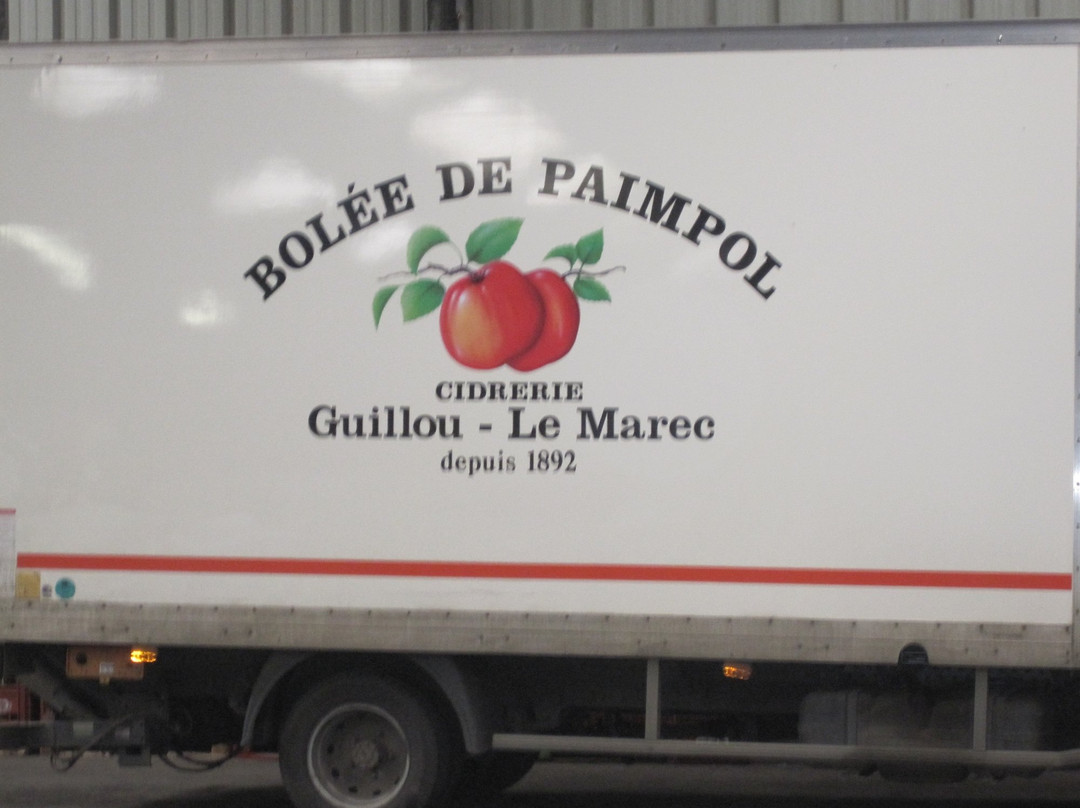 BOLÉE DE PAIMPOL
CIDRERIE
Guillou - Le Marec
depuis 1892